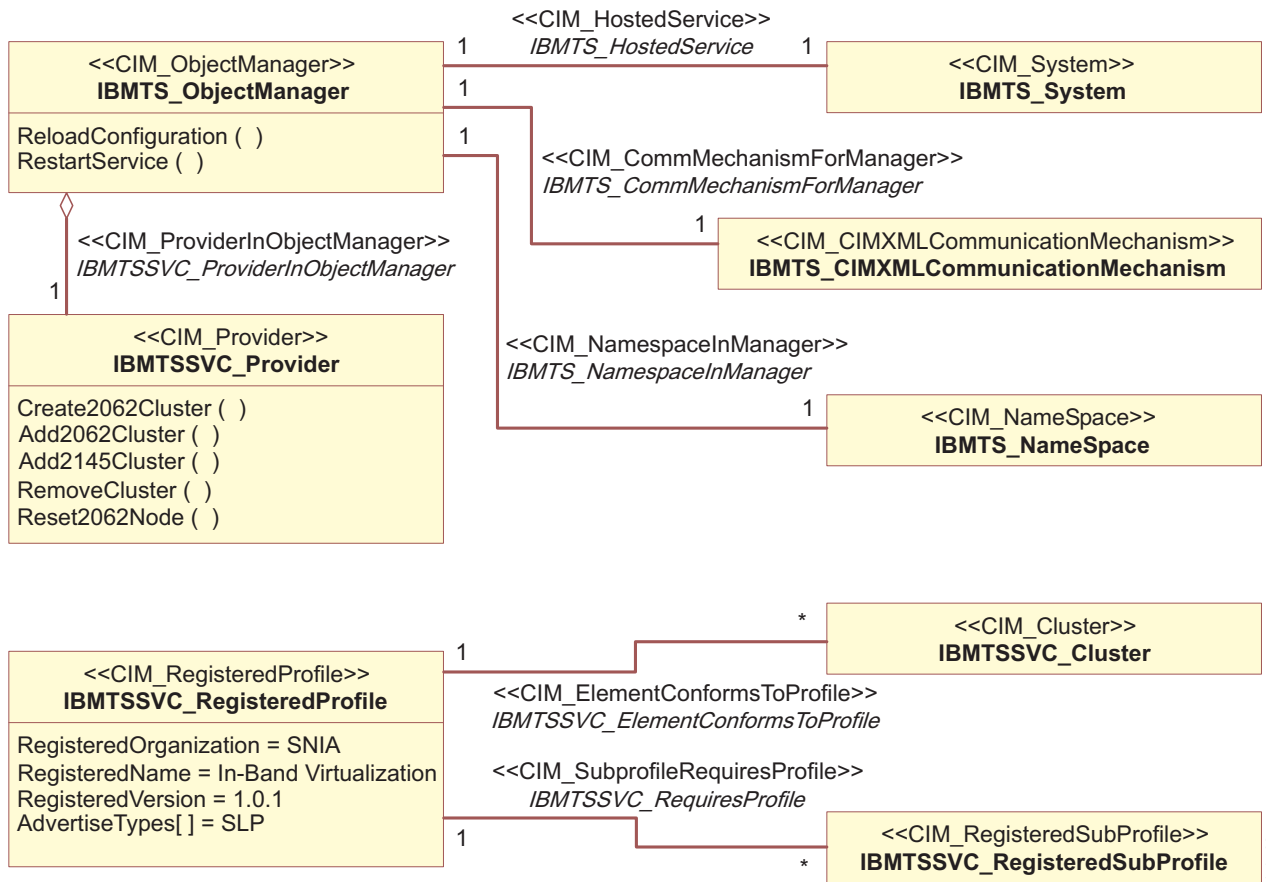 <<CIM_HostedService>>
IBMTS_HostedService
1
1
<<CIM_ObjectManager>>
IBMTS_ObjectManager
ReloadConfiguration ( )
RestartService ( )
<<CIM_System>>
IBMTS_System
1
1
<<CIM_CommMechanismForManager>>
IBMTS_CommMechanismForManager
1
<<CIM_CIMXMLCommunicationMechanism>>
IBMTS_CIMXMLCommunicationMechanism
<<CIM_ProviderInObjectManager>>
IBMTSSVC_ProviderInObjectManager
1
<<CIM_Provider>>
IBMTSSVC_Provider
Create2062Cluster ( )
Add2062Cluster ( )
Add2145Cluster ( )
RemoveCluster ( )
Reset2062Node ( )
<<CIM_NamespaceInManager>>
IBMTS_NamespaceInManager
1
<<CIM_NameSpace>>
IBMTS_NameSpace
<<CIM_RegisteredProfile>>
IBMTSSVC_RegisteredProfile
RegisteredOrganization = SNIA
RegisteredName = In-Band Virtualization
RegisteredVersion = 1.0.1
AdvertiseTypes[ ] = SLP
1
*
<<CIM_Cluster>>
IBMTSSVC_Cluster
<<CIM_ElementConformsToProfile>>
IBMTSSVC_ElementConformsToProfile
<<CIM_SubprofileRequiresProfile>>
IBMTSSVC_RequiresProfile
1
*
<<CIM_RegisteredSubProfile>>
IBMTSSVC_RegisteredSubProfile